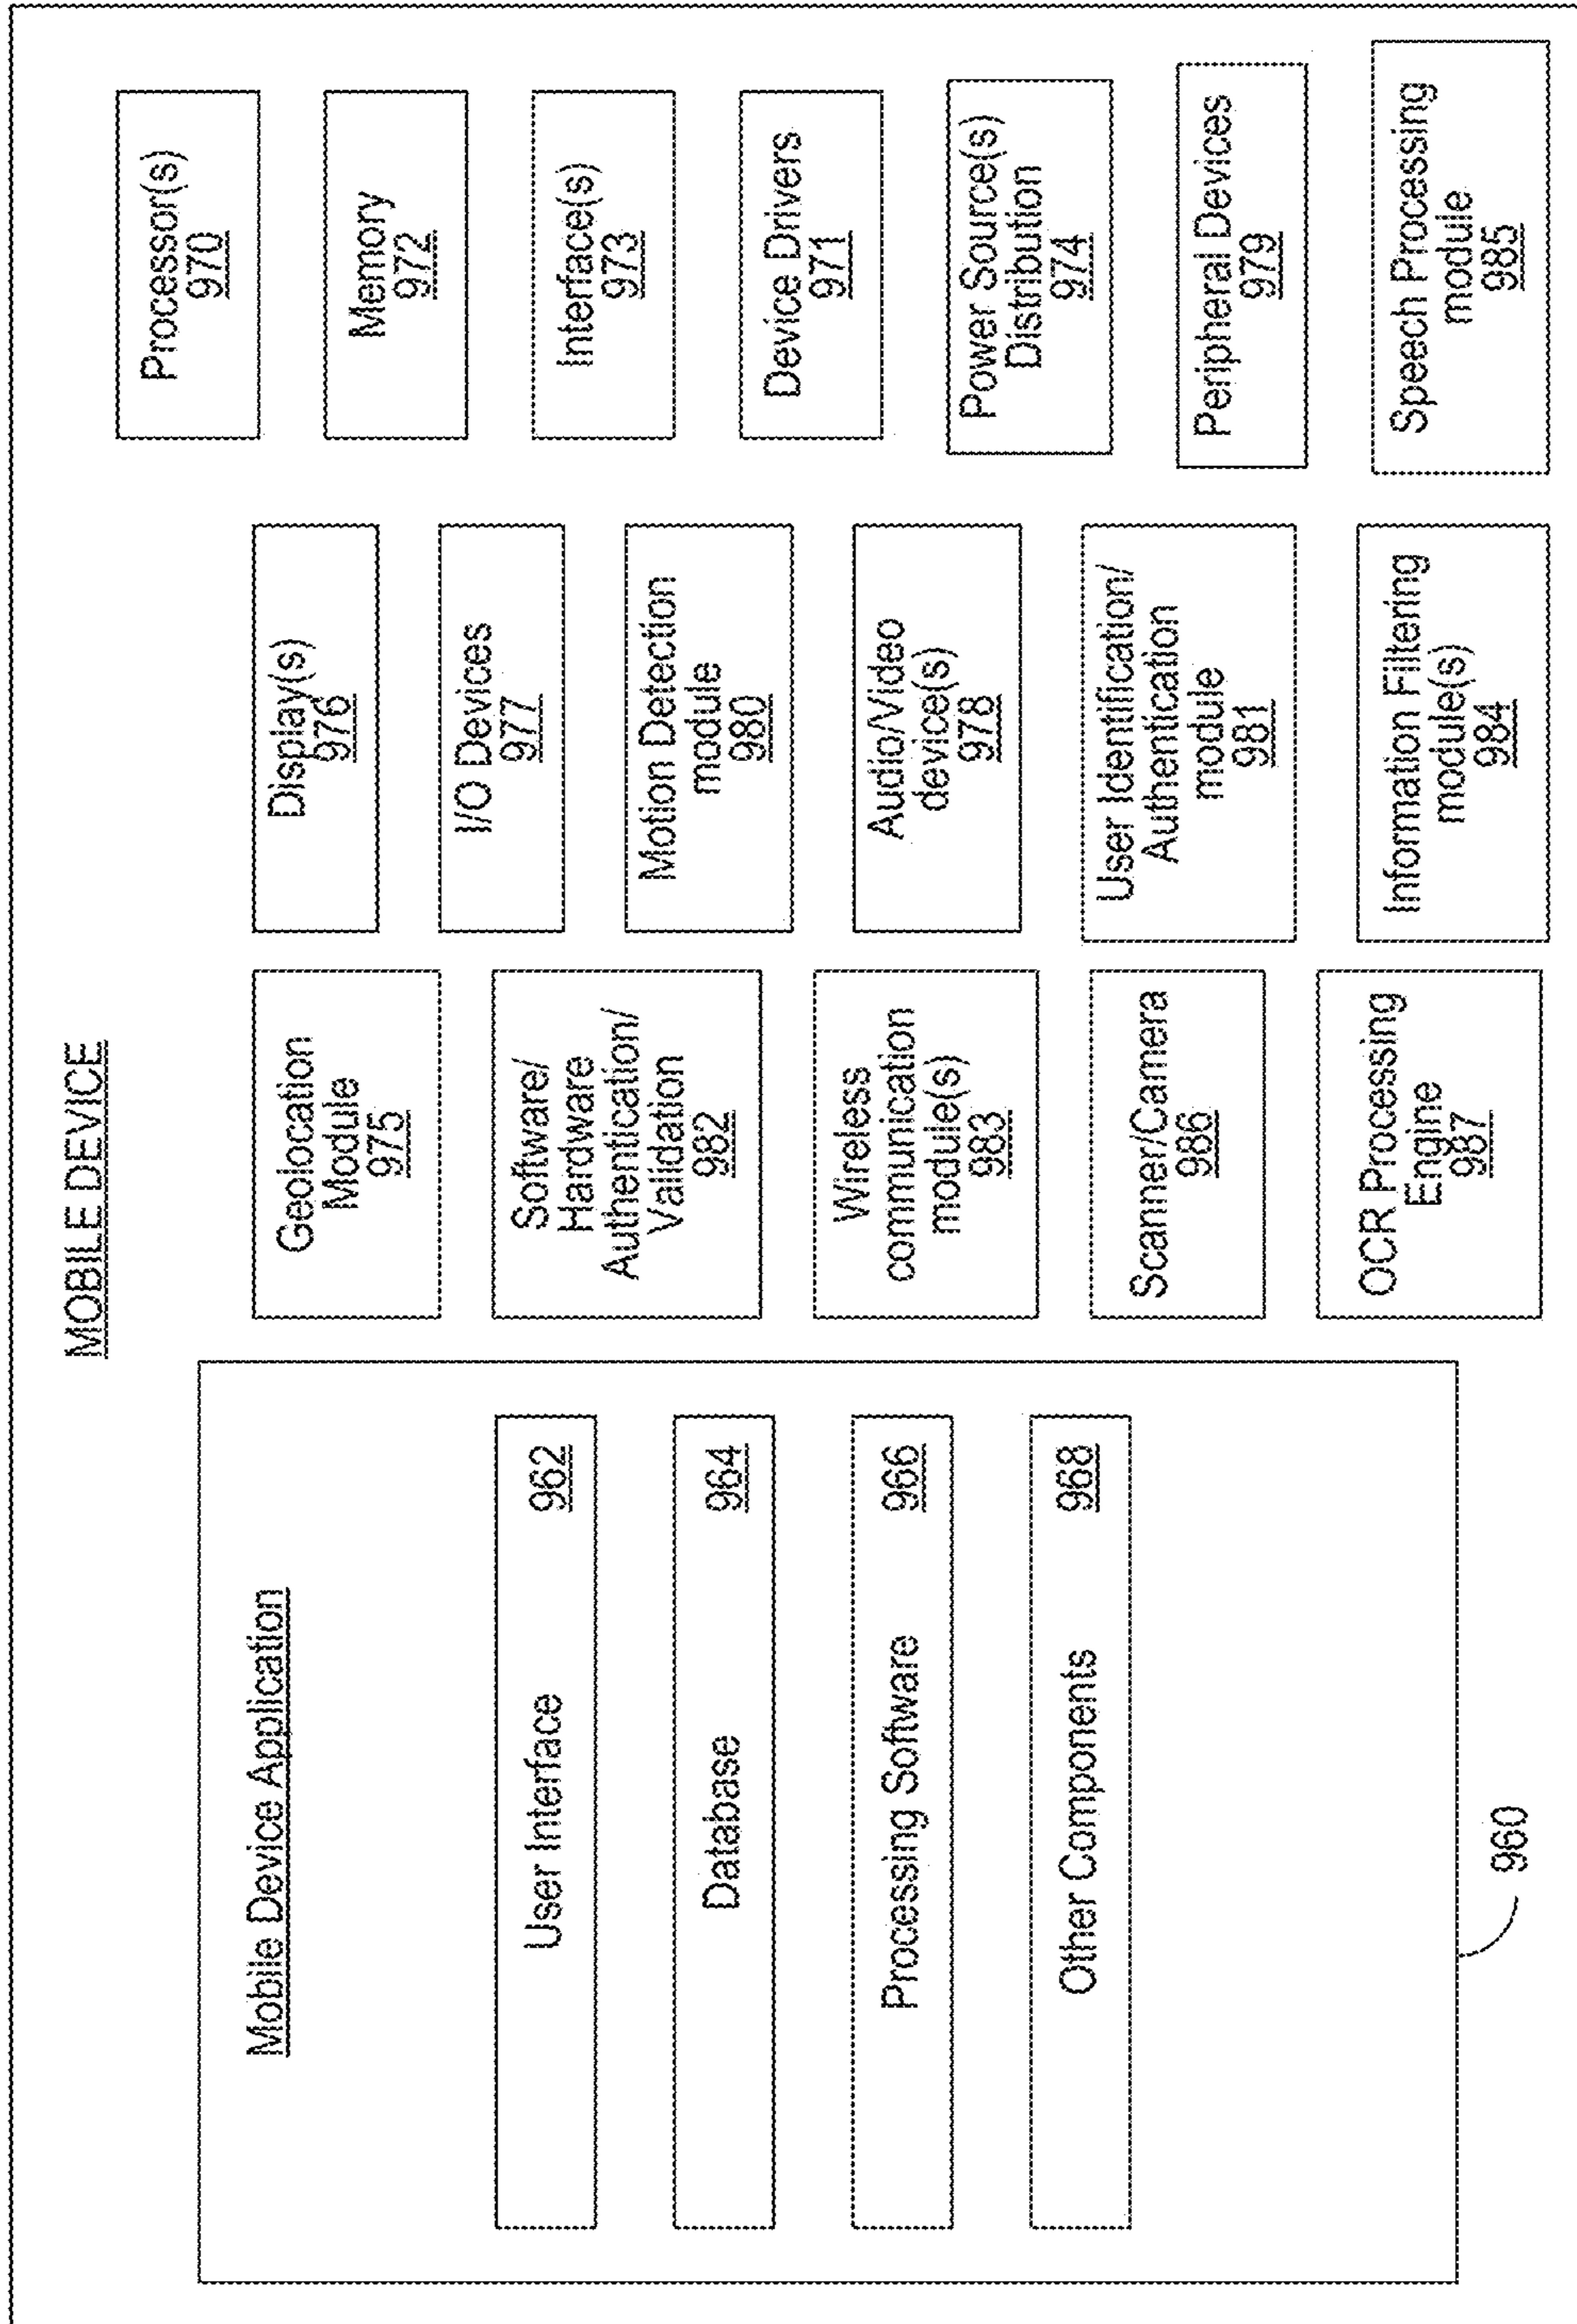 MOBILE DEVICE
Mobile Device Application
User Interface 962
Database 964
Processing Software 966
Other Components 968
960
Geolocation
Module
975
Software/
Hardware
Authentication/
Validation
982
Wireless
communication
module(s)
983
Scanner/Camera
986
OCR Processing
Engine
987
Display(s)
976
I/O Devices
977
Motion Detection
module
980
Audio/Video
device(s)
978
User Identification/
Authentication
module
981
Information Filtering
module(s)
984
Processor(s)
970
Memory
972
Interface(s)
973
Device Drivers
971
Power Source(s)
Distribution
974
Peripheral Devices
979
Speech Processing
module
985